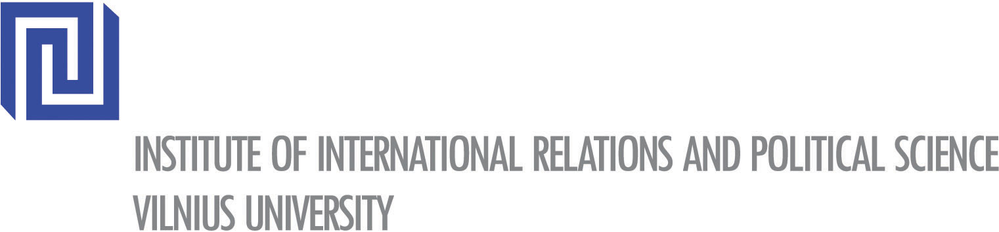 INSTITUTE OF INTERNATIONAL RELATIONS AND POLITICAL SCIENCE
VILNIUS UNIVERSITY